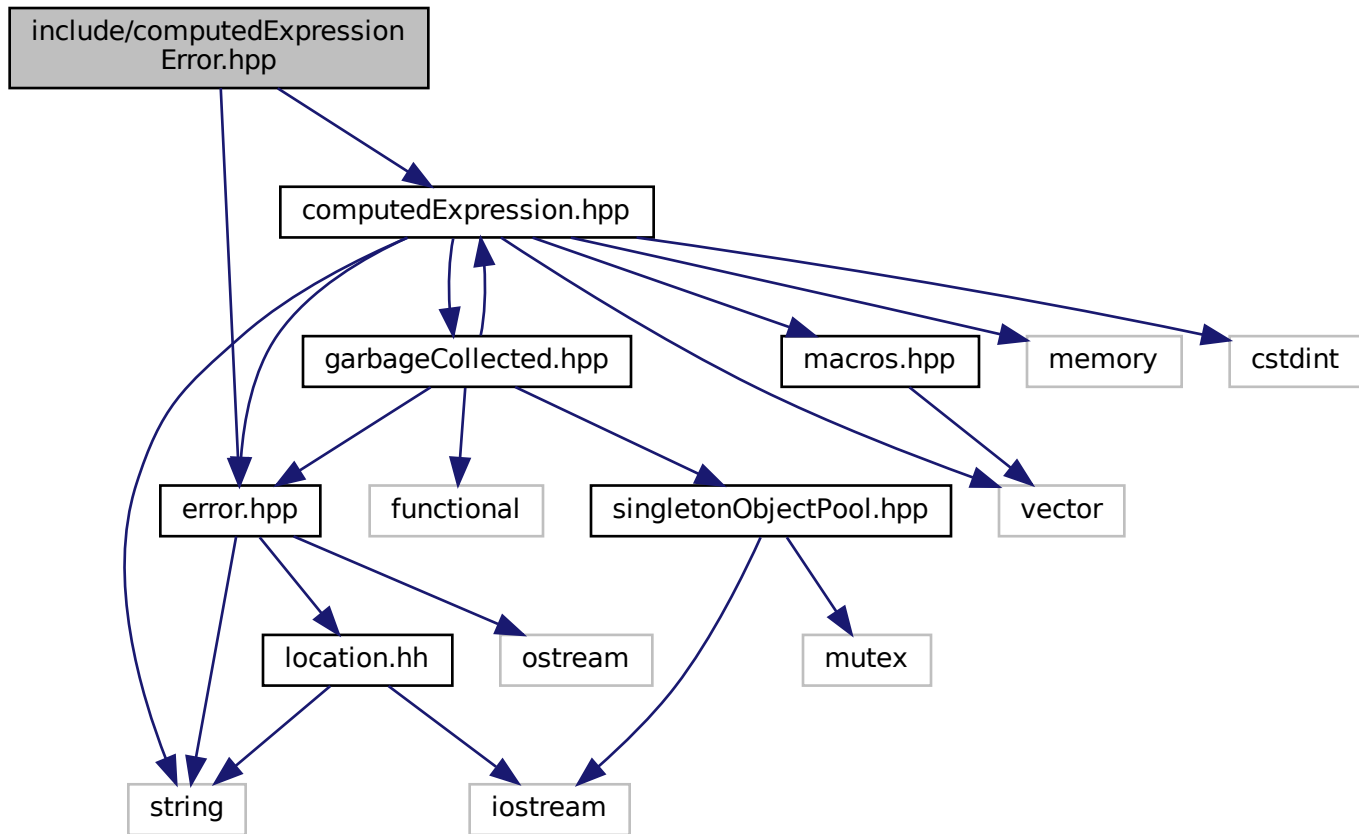 include/computedExpression
Error.hpp
computedExpression.hpp
garbageCollected.hpp
macros.hpp
memory
cstdint
error.hpp
functional
singletonObjectPool.hpp
vector
location.hh
ostream
mutex
string
iostream